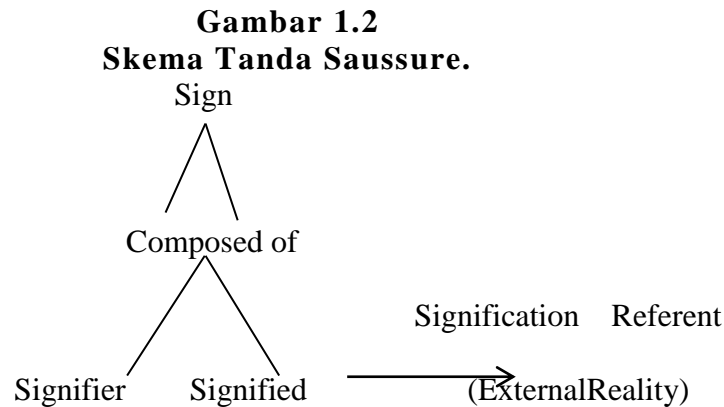 Gambar 1.2
Skema Tanda Saussure.
Sign
Composed of
Signification Referent
Signifier Signified (ExternalReality)